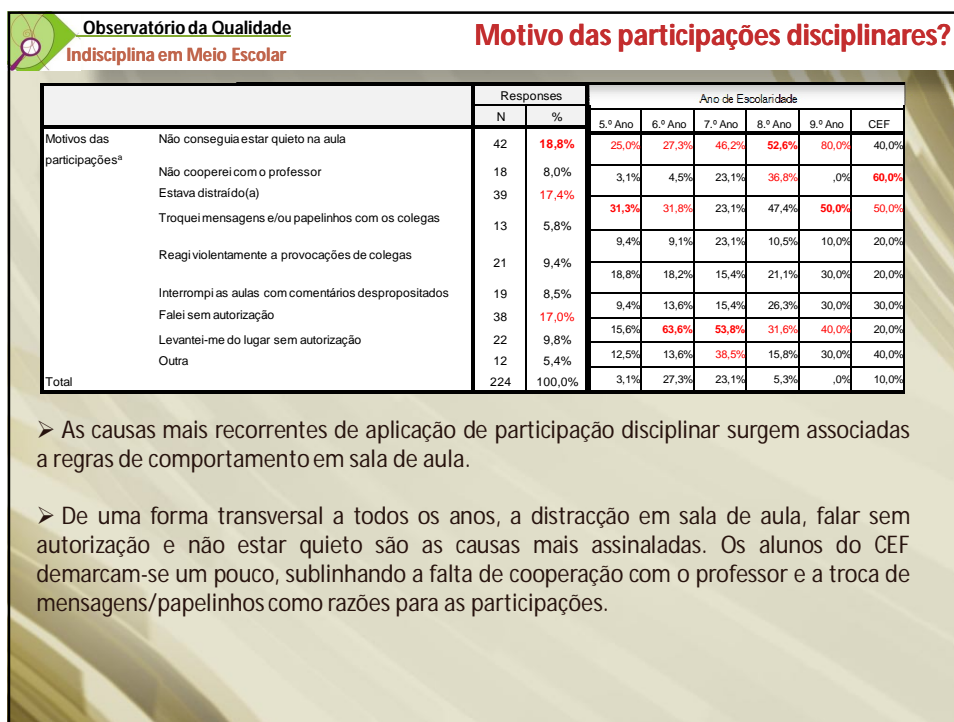 Observatório da Qualidade
Indisciplina em Meio Escolar
Motivo das participações disciplinares?
Responses Ano de Escolaridade
N % 5.º Ano 6.º Ano 7.º Ano 8.º Ano 9.º Ano CEF
Motivos das participaçõesª Não conseguia estar quieto na aula 42 18,8% 25,0% 27,3% 46,2% 52,6% 80,0% 40,0%
Não cooperei com o professor 18 8,0% 3,1% 4,5% 23,1% 36,8% ,0% 60,0%
Estava distraído(a) 39 17,4% 31,3% 31,8% 23,1% 47,4% 50,0% 50,0%
Troquei mensagens e/ou papelinhos com os colegas 13 5,8% 9,4% 9,1% 23,1% 10,5% 10,0% 20,0%
Reagi violentamente a provocações de colegas 21 9,4% 18,8% 18,2% 15,4% 21,1% 30,0% 20,0%
Interrompi as aulas com comentários despropositados 19 8,5% 9,4% 13,6% 15,4% 26,3% 30,0% 30,0%
Falei sem autorização 38 17,0% 15,6% 63,6% 53,8% 31,6% 40,0% 20,0%
Levantei-me do lugar sem autorização 22 9,8% 12,5% 13,6% 38,5% 15,8% 30,0% 40,0%
Outra 12 5,4% 3,1% 27,3% 23,1% 5,3% ,0% 10,0%
Total 224 100,0%
➢ As causas mais recorrentes de aplicação de participação disciplinar surgem associadas
a regras de comportamento em sala de aula.
➢ De uma forma transversal a todos os anos, a distracção em sala de aula, falar sem
autorização e não estar quieto são as causas mais assinaladas. Os alunos do CEF
demarcam-se um pouco, sublinhando a falta de cooperação com o professor e a troca de
mensagens/papelinhos como razões para as participações.